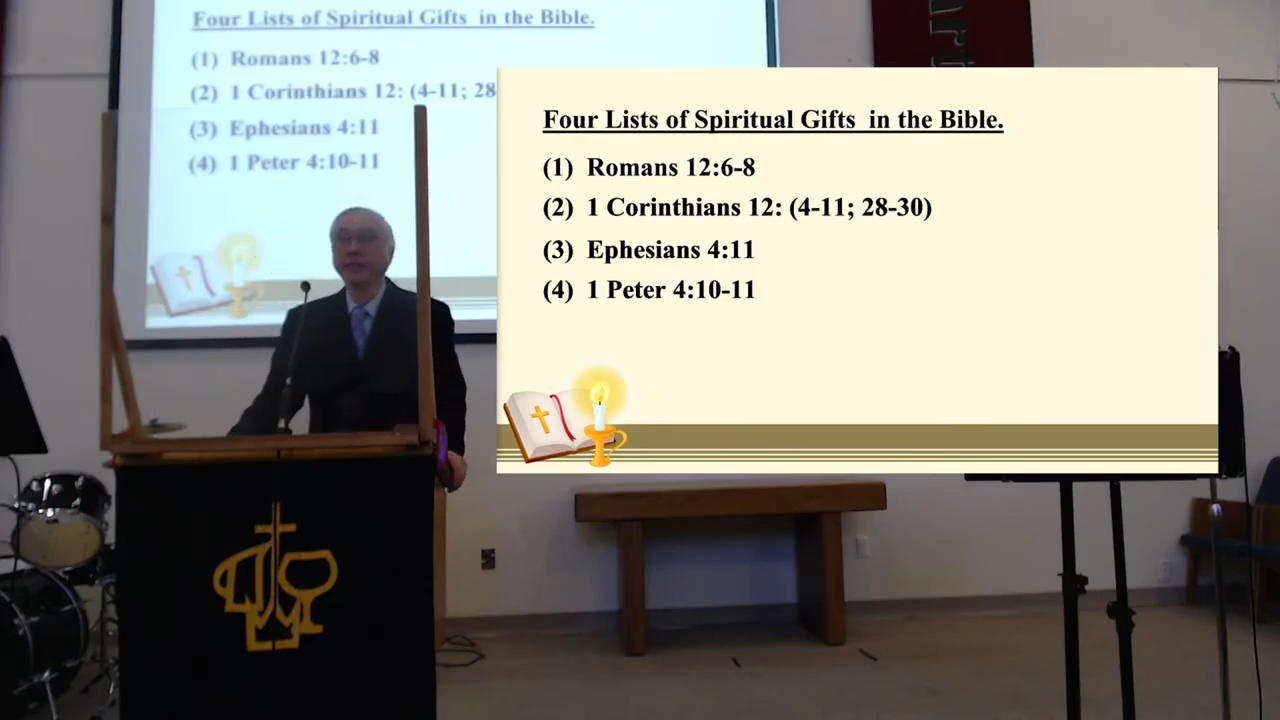 Four Lists of Spiritual Gifts in the Bible.
(1) Romans 12:6-8
(2) 1 Corinthians 12: (4-11; 28
(3) Ephesians 4:11
(4) 1 Peter 4:10-11
Four Lists of Spiritual Gifts in the Bible.
(1) Romans 12:6-8
(2) 1 Corinthians 12: (4-11; 28-30)
(3) Ephesians 4:11
(4) 1 Peter 4:10-11